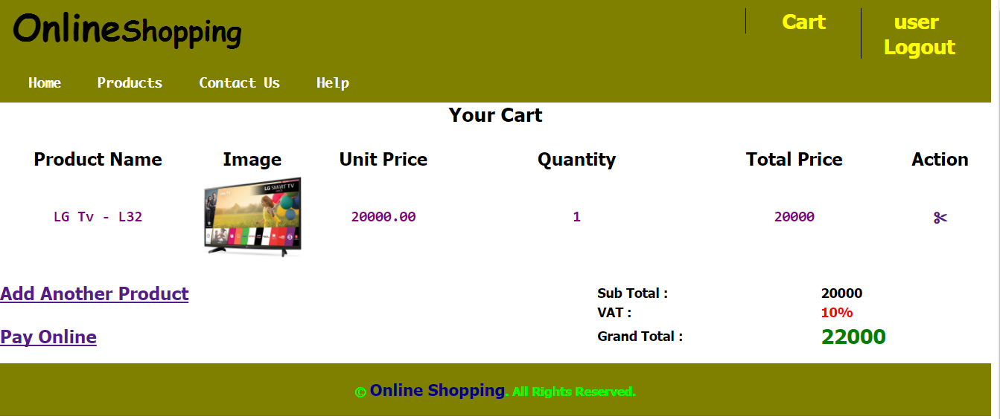 OnlineShopping
Cart
user
Logout
Home Products Contact Us Help
Your Cart
Product Name Image Unit Price Quantity Total Price Action
LG SMART TV
LG Tv - L32 20000.00 1 20000
Add Another Product
Sub Total : 20000
VAT : 10%
Pay Online
Grand Total : 22000
© Online Shopping. All Rights Reserved.